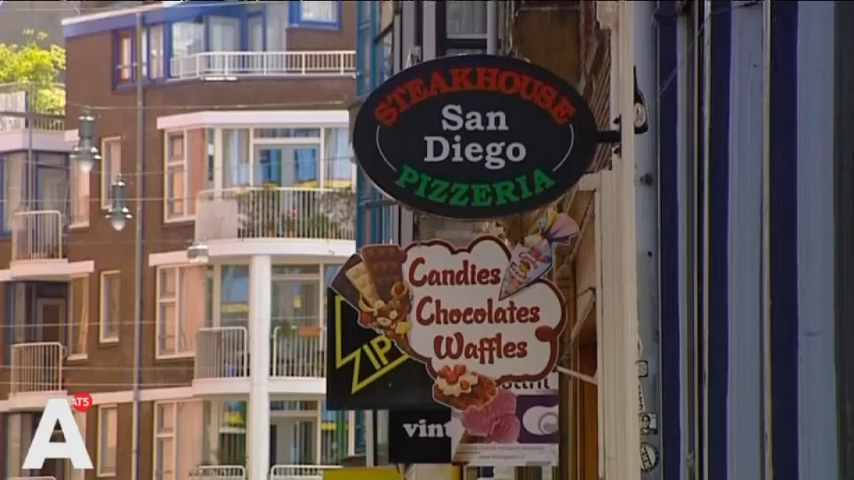 STEAKHOUSE
San
Diego
PIZZERIA
Candies
Chocolates
Waffles
ZIP
vint
A
AT5